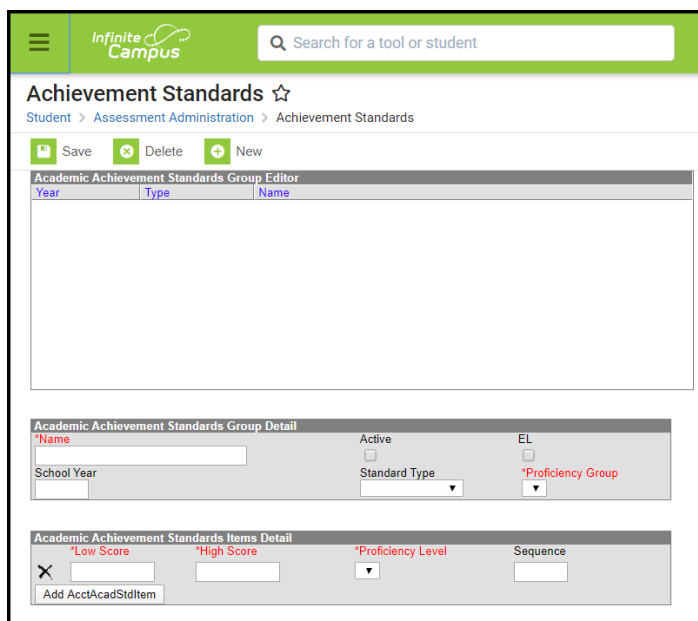 Infinite Campus
Search for a tool or student
Achievement Standards
Student > Assessment Administration > Achievement Standards
Save Delete New
Academic Achievement Standards Group Editor
Year Type Name
Academic Achievement Standards Group Detail
*Name Active EL
School Year Standard Type *Proficiency Group
Academic Achievement Standards Items Detail
*Low Score *High Score *Proficiency Level Sequence
X
Add AcctAcadStdItem